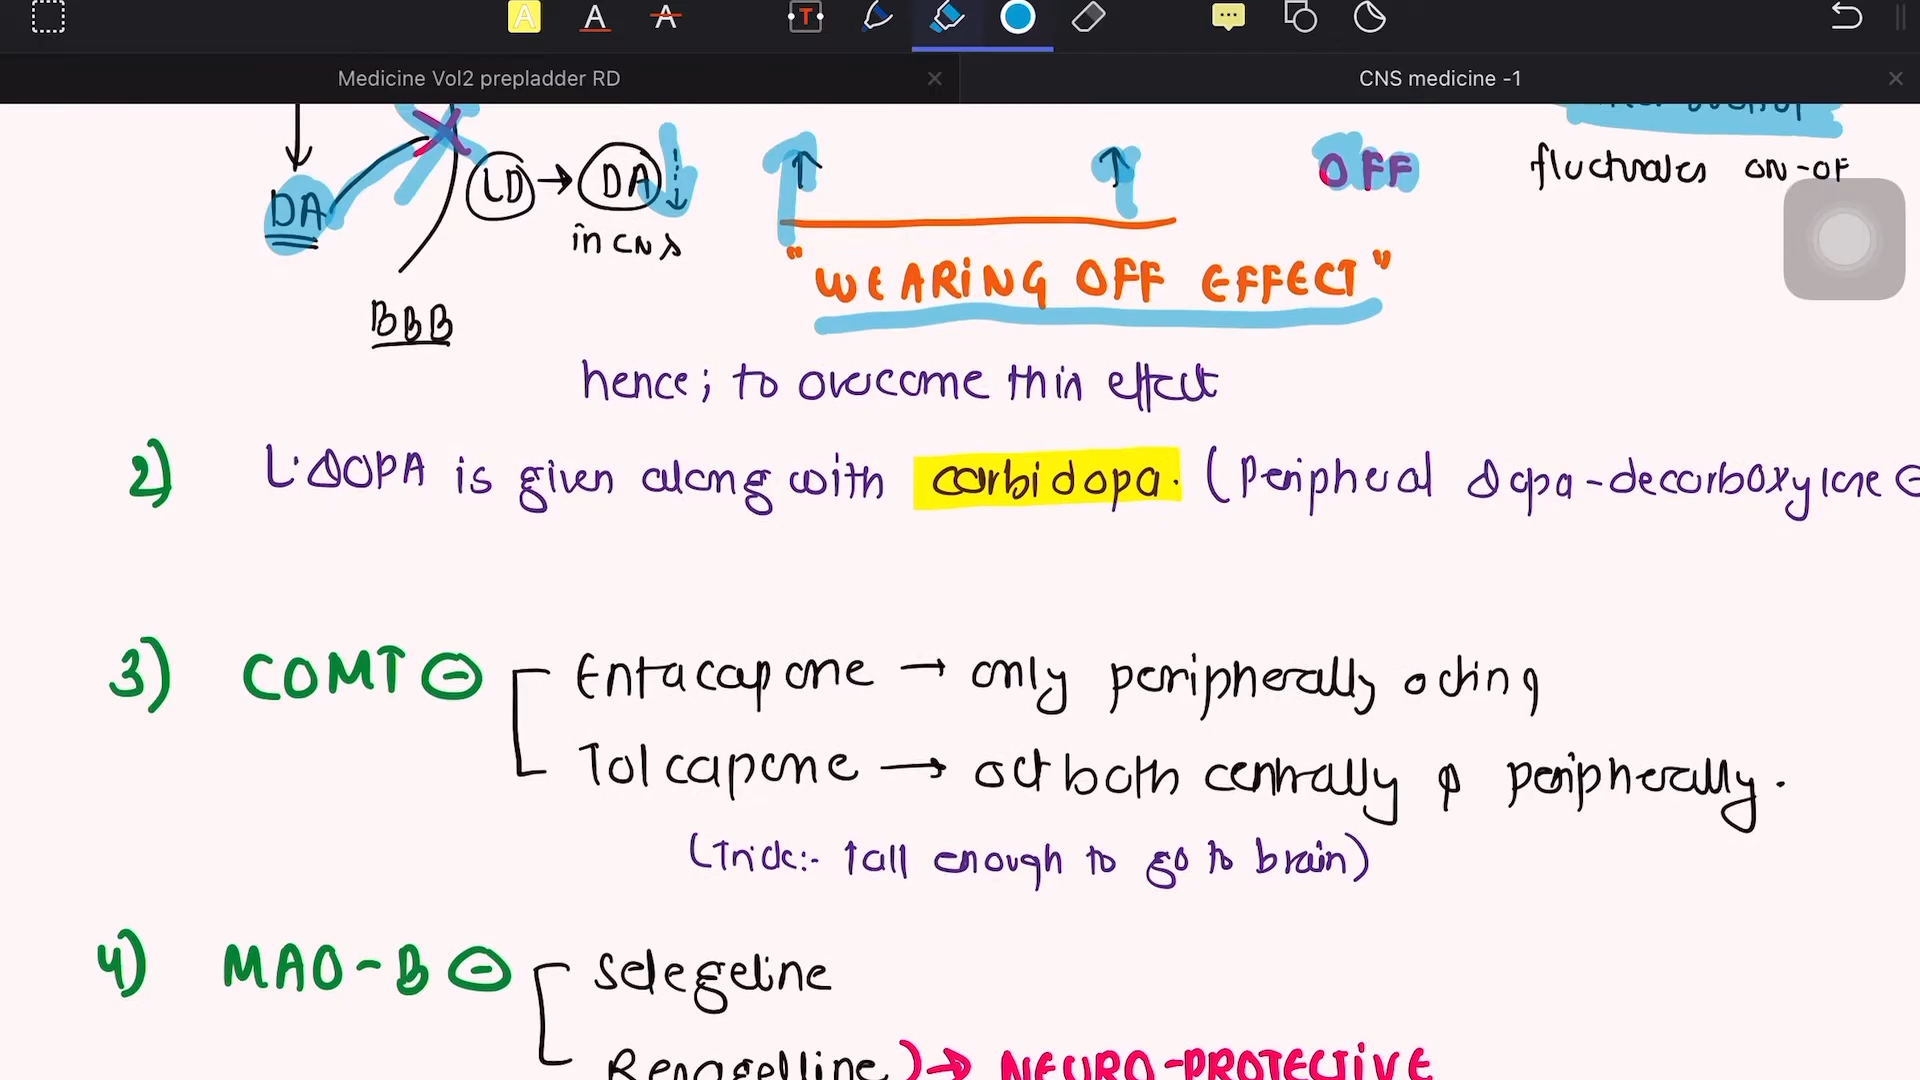 Medicine Vol2 prepladder RD
CNS medicine -1
DA
LD → DA
in CNS
BBB
OFF
fluctuates ON-OF
"WEARING OFF EFFECT"
hence; to overcome this effect
2) L·DOPA is given along with carbidopa. (Peripheral Dopa-decarboxylase
3) COMT ⊖ Entacapone → only peripherally acting
Tolcapone → act both centrally & peripherally.
(Trick:- Tall enough to go to brain)
4) MAO-B ⊖ Selegeline
→ NEURO-PROTECTIVE